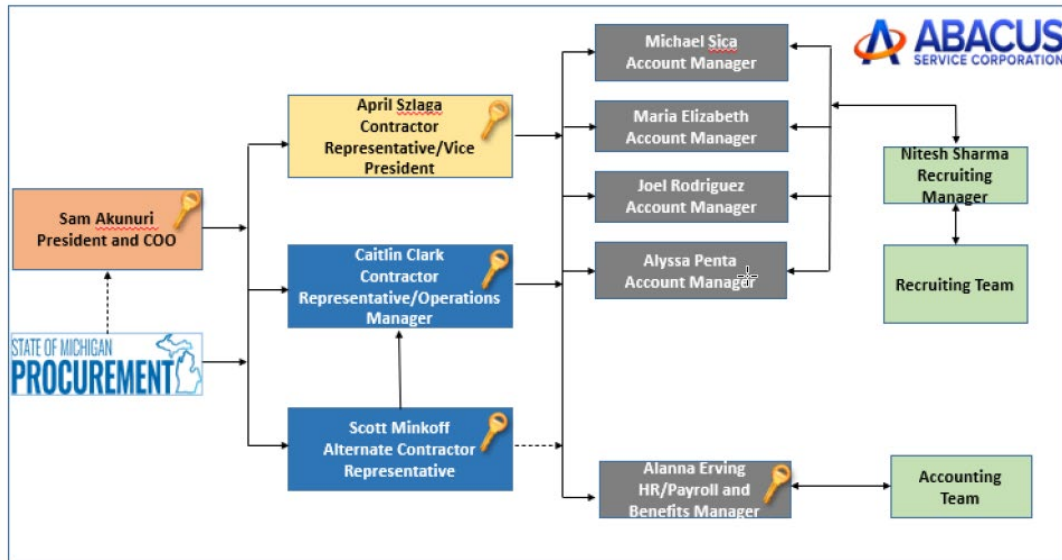 ABACUS
SERVICE CORPORATION
Michael Sica
Account Manager
April Szlaga
Contractor
Representative/Vice
President
Maria Elizabeth
Account Manager
Nitesh Sharma
Recruiting
Manager
Joel Rodriguez
Account Manager
Sam Akunuri
President and COO
Caitlin Clark
Contractor
Representative/Operations
Manager
Alyssa Penta
Account Manager
Recruiting Team
STATE OF MICHIGAN
PROCUREMENT
Scott Minkoff
Alternate Contractor
Representative
Alanna Erving
HR/Payroll and
Benefits Manager
Accounting
Team